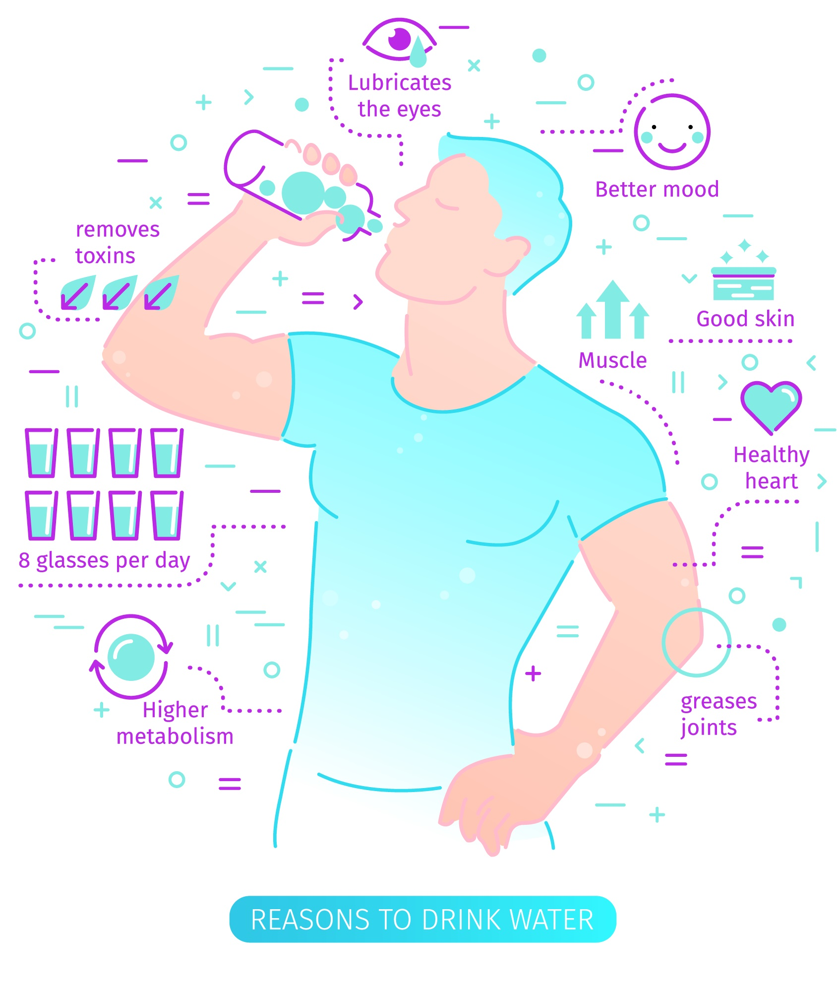 Lubricates
the eyes
Better mood
removes
toxins
Good skin
Muscle
Healthy
heart
8 glasses per day
Higher
metabolism
greases
joints
REASONS TO DRINK WATER